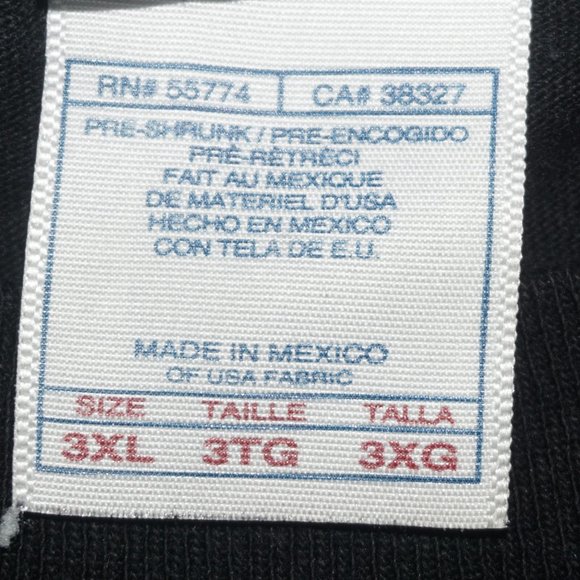 RN# 55774 CA# 38327
PRE-SHRUNK / PRE-ENCOGIDO
PRÉ-RÉTRÉCI
FAIT AU MEXIQUE
DE MATERIEL D'USA
HECHO EN MEXICO
CON TELA DE E.U.
MADE IN MEXICO
OF USA FABRIC
SIZE TAILLE TALLA
3XL 3TG 3XG